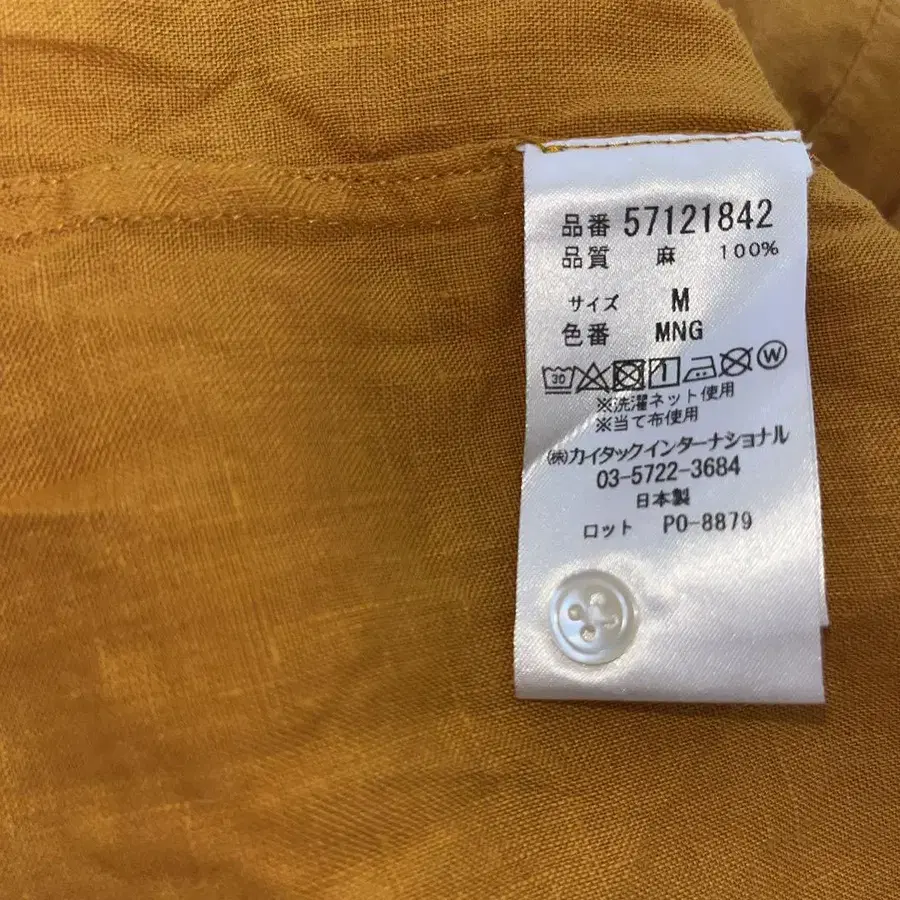 品番 57121842
品質 麻 100%
サイズ M
色番 MNG
30 W
※洗濯ネット使用
※当て布使用
㈱カイタックインターナショナル
03-5722-3684
日本製
ロット PO-8879